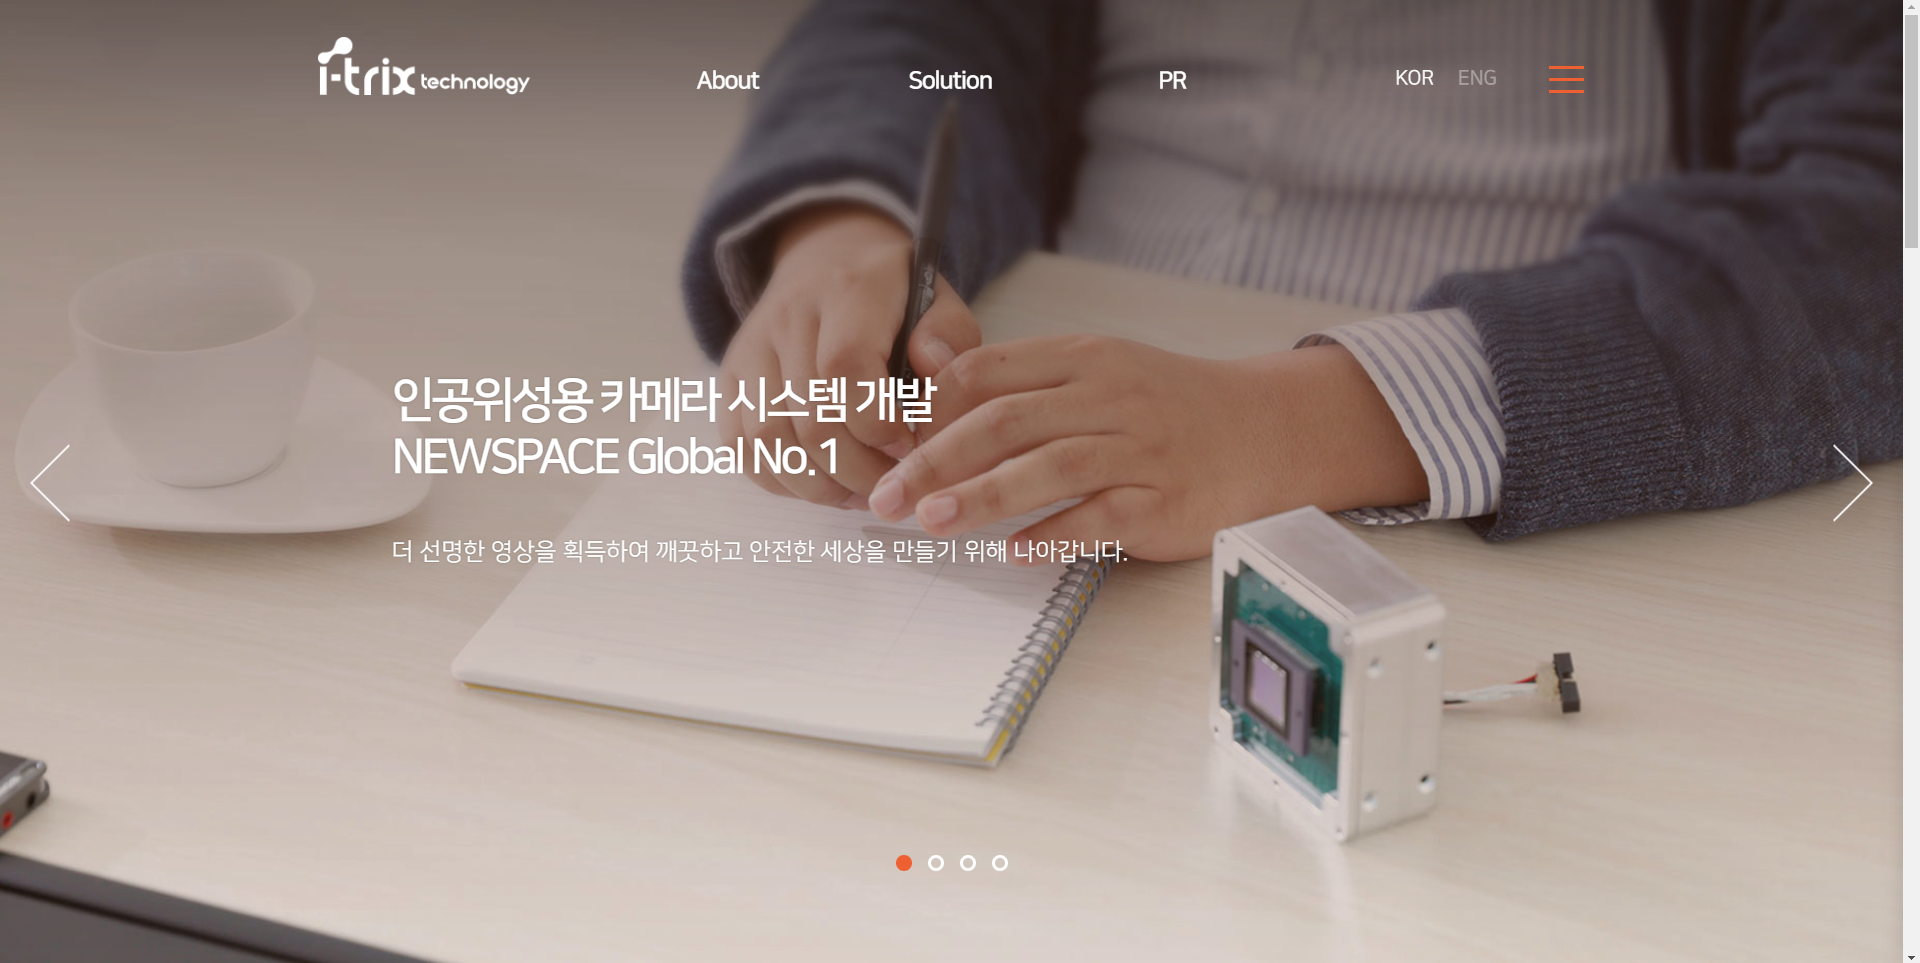 i-trix technology
About
Solution
PR
KOR
ENG
인공위성용 카메라 시스템 개발
NEWSPACE Global No.1
더 선명한 영상을 획득하여 깨끗하고 안전한 세상을 만들기 위해 나아갑니다.